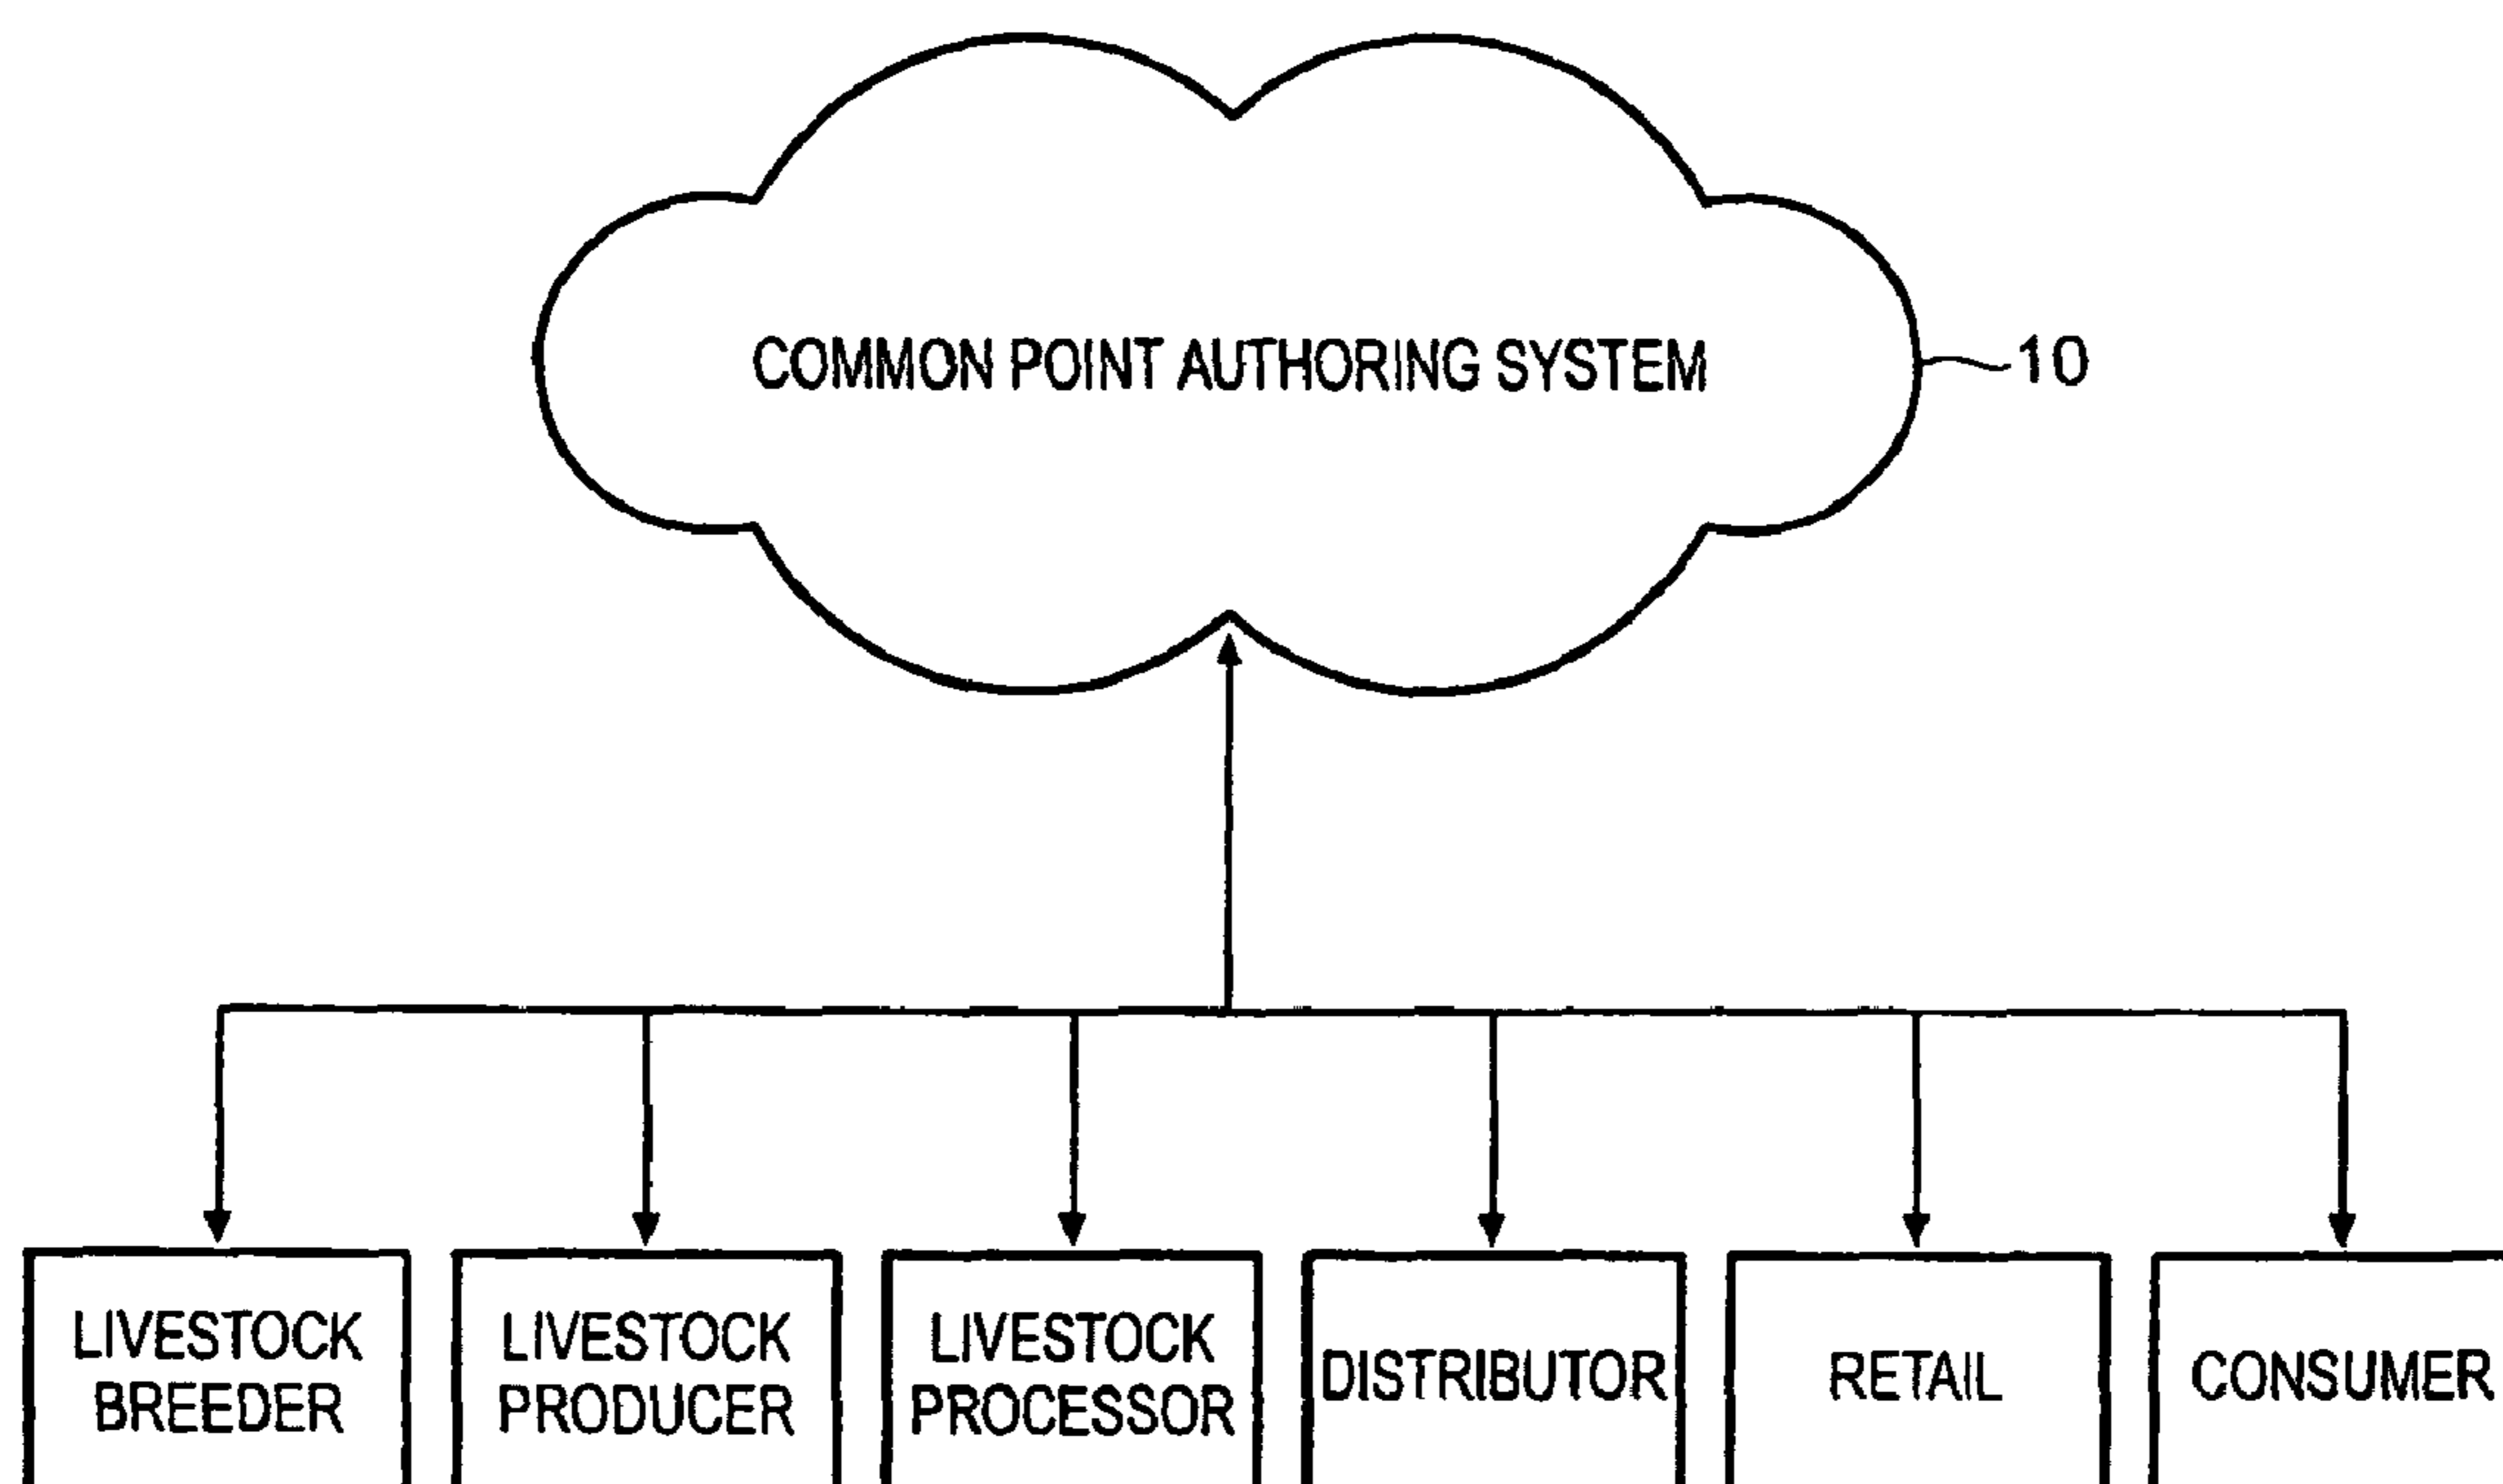 COMMON POINT AUTHORING SYSTEM
10
LIVESTOCK
BREEDER
LIVESTOCK
PRODUCER
LIVESTOCK
PROCESSOR
DISTRIBUTOR
RETAIL
CONSUMER